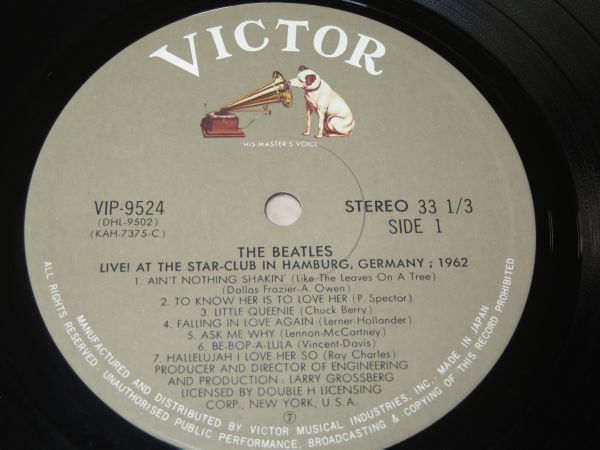 VICTOR
"HIS MASTER'S VOICE"
VIP-9524
(DHL-9502)
(KAH-7375-C)
STEREO 33 1/3
SIDE 1
THE BEATLES
LIVE! AT THE STAR-CLUB IN HAMBURG, GERMANY ; 1962
1. AIN'T NOTHING SHAKIN' (Like The Leaves On A Tree)
(Dallas Frazier-A. Owen)
2. TO KNOW HER IS TO LOVE HER (P. Spector)
3. LITTLE QUEENIE (Chuck Berry)
4. FALLING IN LOVE AGAIN (Lerner-Hollander)
5. ASK ME WHY (Lennon-McCartney)
6. BE-BOP-A-LULA (Vincent-Davis)
7. HALLELUJAH I LOVE HER SO (Ray Charles)
PRODUCER AND DIRECTOR OF ENGINEERING
AND PRODUCTION : LARRY GROSSBERG
LICENSED BY DOUBLE H LICENSING
CORP., NEW YORK, U.S.A.
7
MANUFACTURED AND DISTRIBUTED BY VICTOR MUSICAL INDUSTRIES, INC. MADE IN JAPAN
ALL RIGHTS RESERVED. UNAUTHORISED PUBLIC PERFORMANCE, BROADCASTING & COPYING OF THIS RECORD PROHIBITED